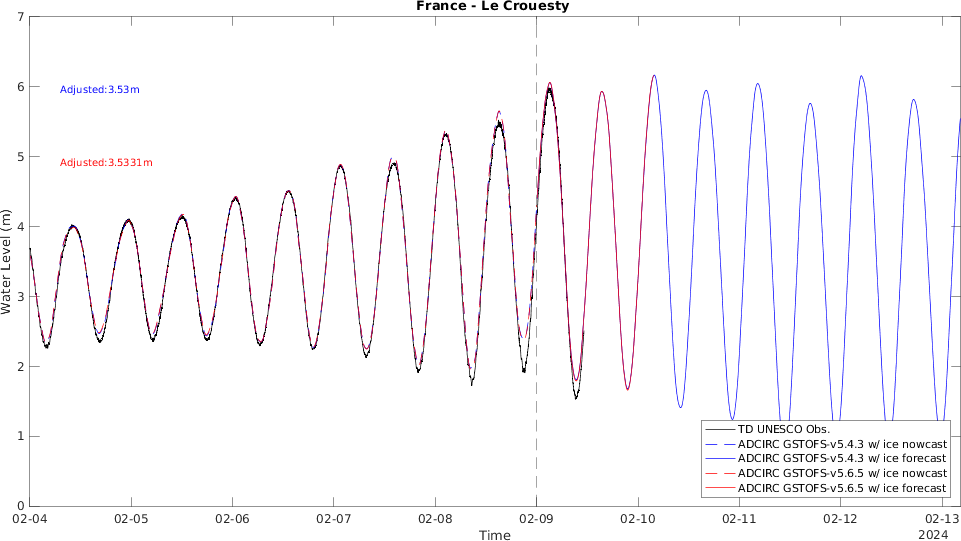 France - Le Crouesty
7
6
5
4
3
2
1
0
Water Level (m)
Adjusted:3.53m
Adjusted:3.5331m
TD UNESCO Obs.
ADCIRC GSTOFS-v5.4.3 w/ ice nowcast
ADCIRC GSTOFS-v5.4.3 w/ ice forecast
ADCIRC GSTOFS-v5.6.5 w/ ice nowcast
ADCIRC GSTOFS-v5.6.5 w/ ice forecast
02-04 02-05 02-06 02-07 02-08 02-09 02-10 02-11 02-12 02-13
Time
2024